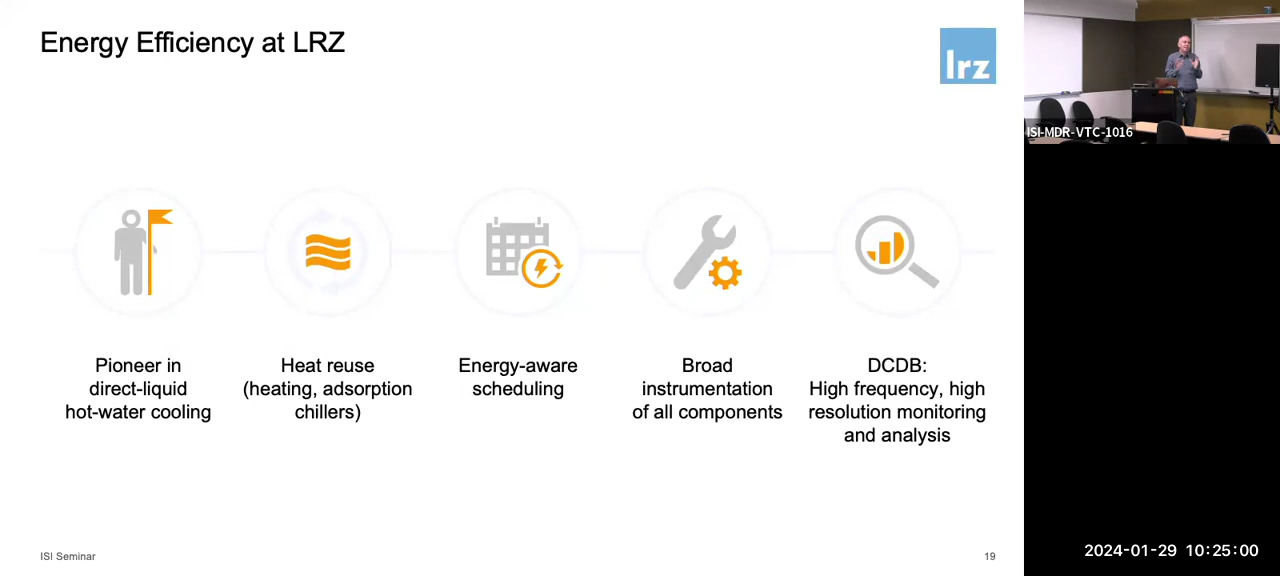 Energy Efficiency at LRZ
lrz
ISI-MDR-VTC-1016
Pioneer in
direct-liquid
hot-water cooling
Heat reuse
(heating, adsorption
chillers)
Energy-aware
scheduling
Broad
instrumentation
of all components
DCDB:
High frequency, high
resolution monitoring
and analysis
ISI Seminar
19
2024-01-29 10:25:00